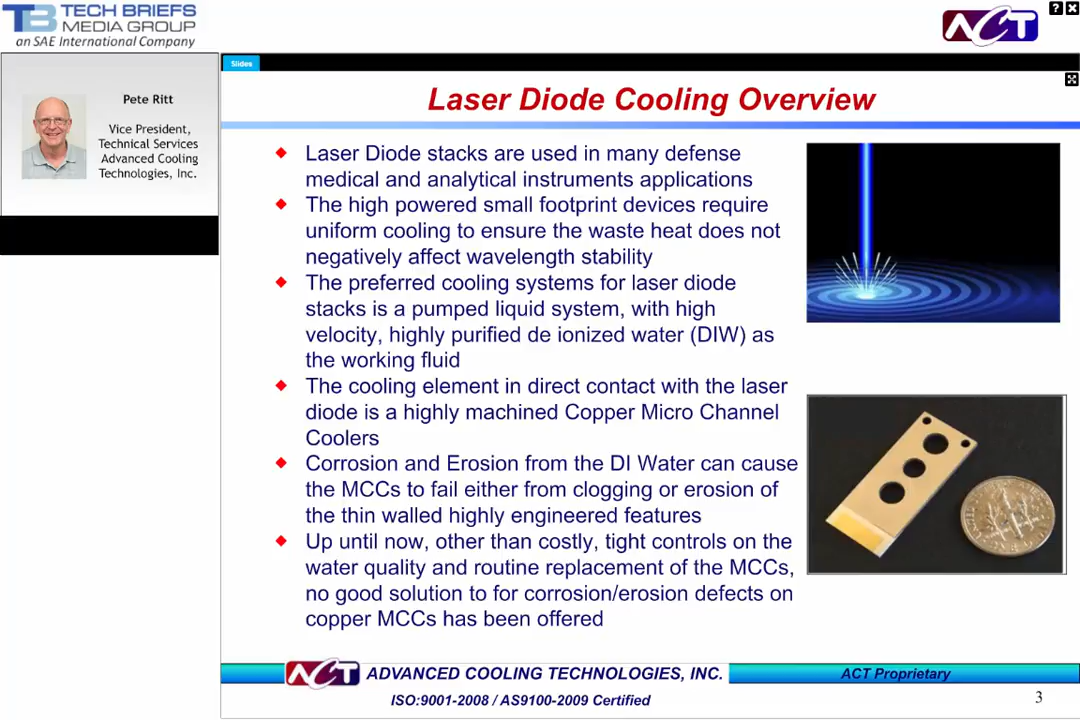 TECH BRIEFS
MEDIA GROUP
an SAE International Company
ACT
Pete Ritt
Vice President,
Technical Services
Advanced Cooling
Technologies, Inc.
Slides
Laser Diode Cooling Overview
Laser Diode stacks are used in many defense
medical and analytical instruments applications
The high powered small footprint devices require
uniform cooling to ensure the waste heat does not
negatively affect wavelength stability
The preferred cooling systems for laser diode
stacks is a pumped liquid system, with high
velocity, highly purified de ionized water (DIW) as
the working fluid
The cooling element in direct contact with the laser
diode is a highly machined Copper Micro Channel
Coolers
Corrosion and Erosion from the DI Water can cause
the MCCs to fail either from clogging or erosion of
the thin walled highly engineered features
Up until now, other than costly, tight controls on the
water quality and routine replacement of the MCCs,
no good solution to for corrosion/erosion defects on
copper MCCs has been offered
ACT ADVANCED COOLING TECHNOLOGIES, INC.
ACT Proprietary
ISO:9001-2008 / AS9100-2009 Certified
3